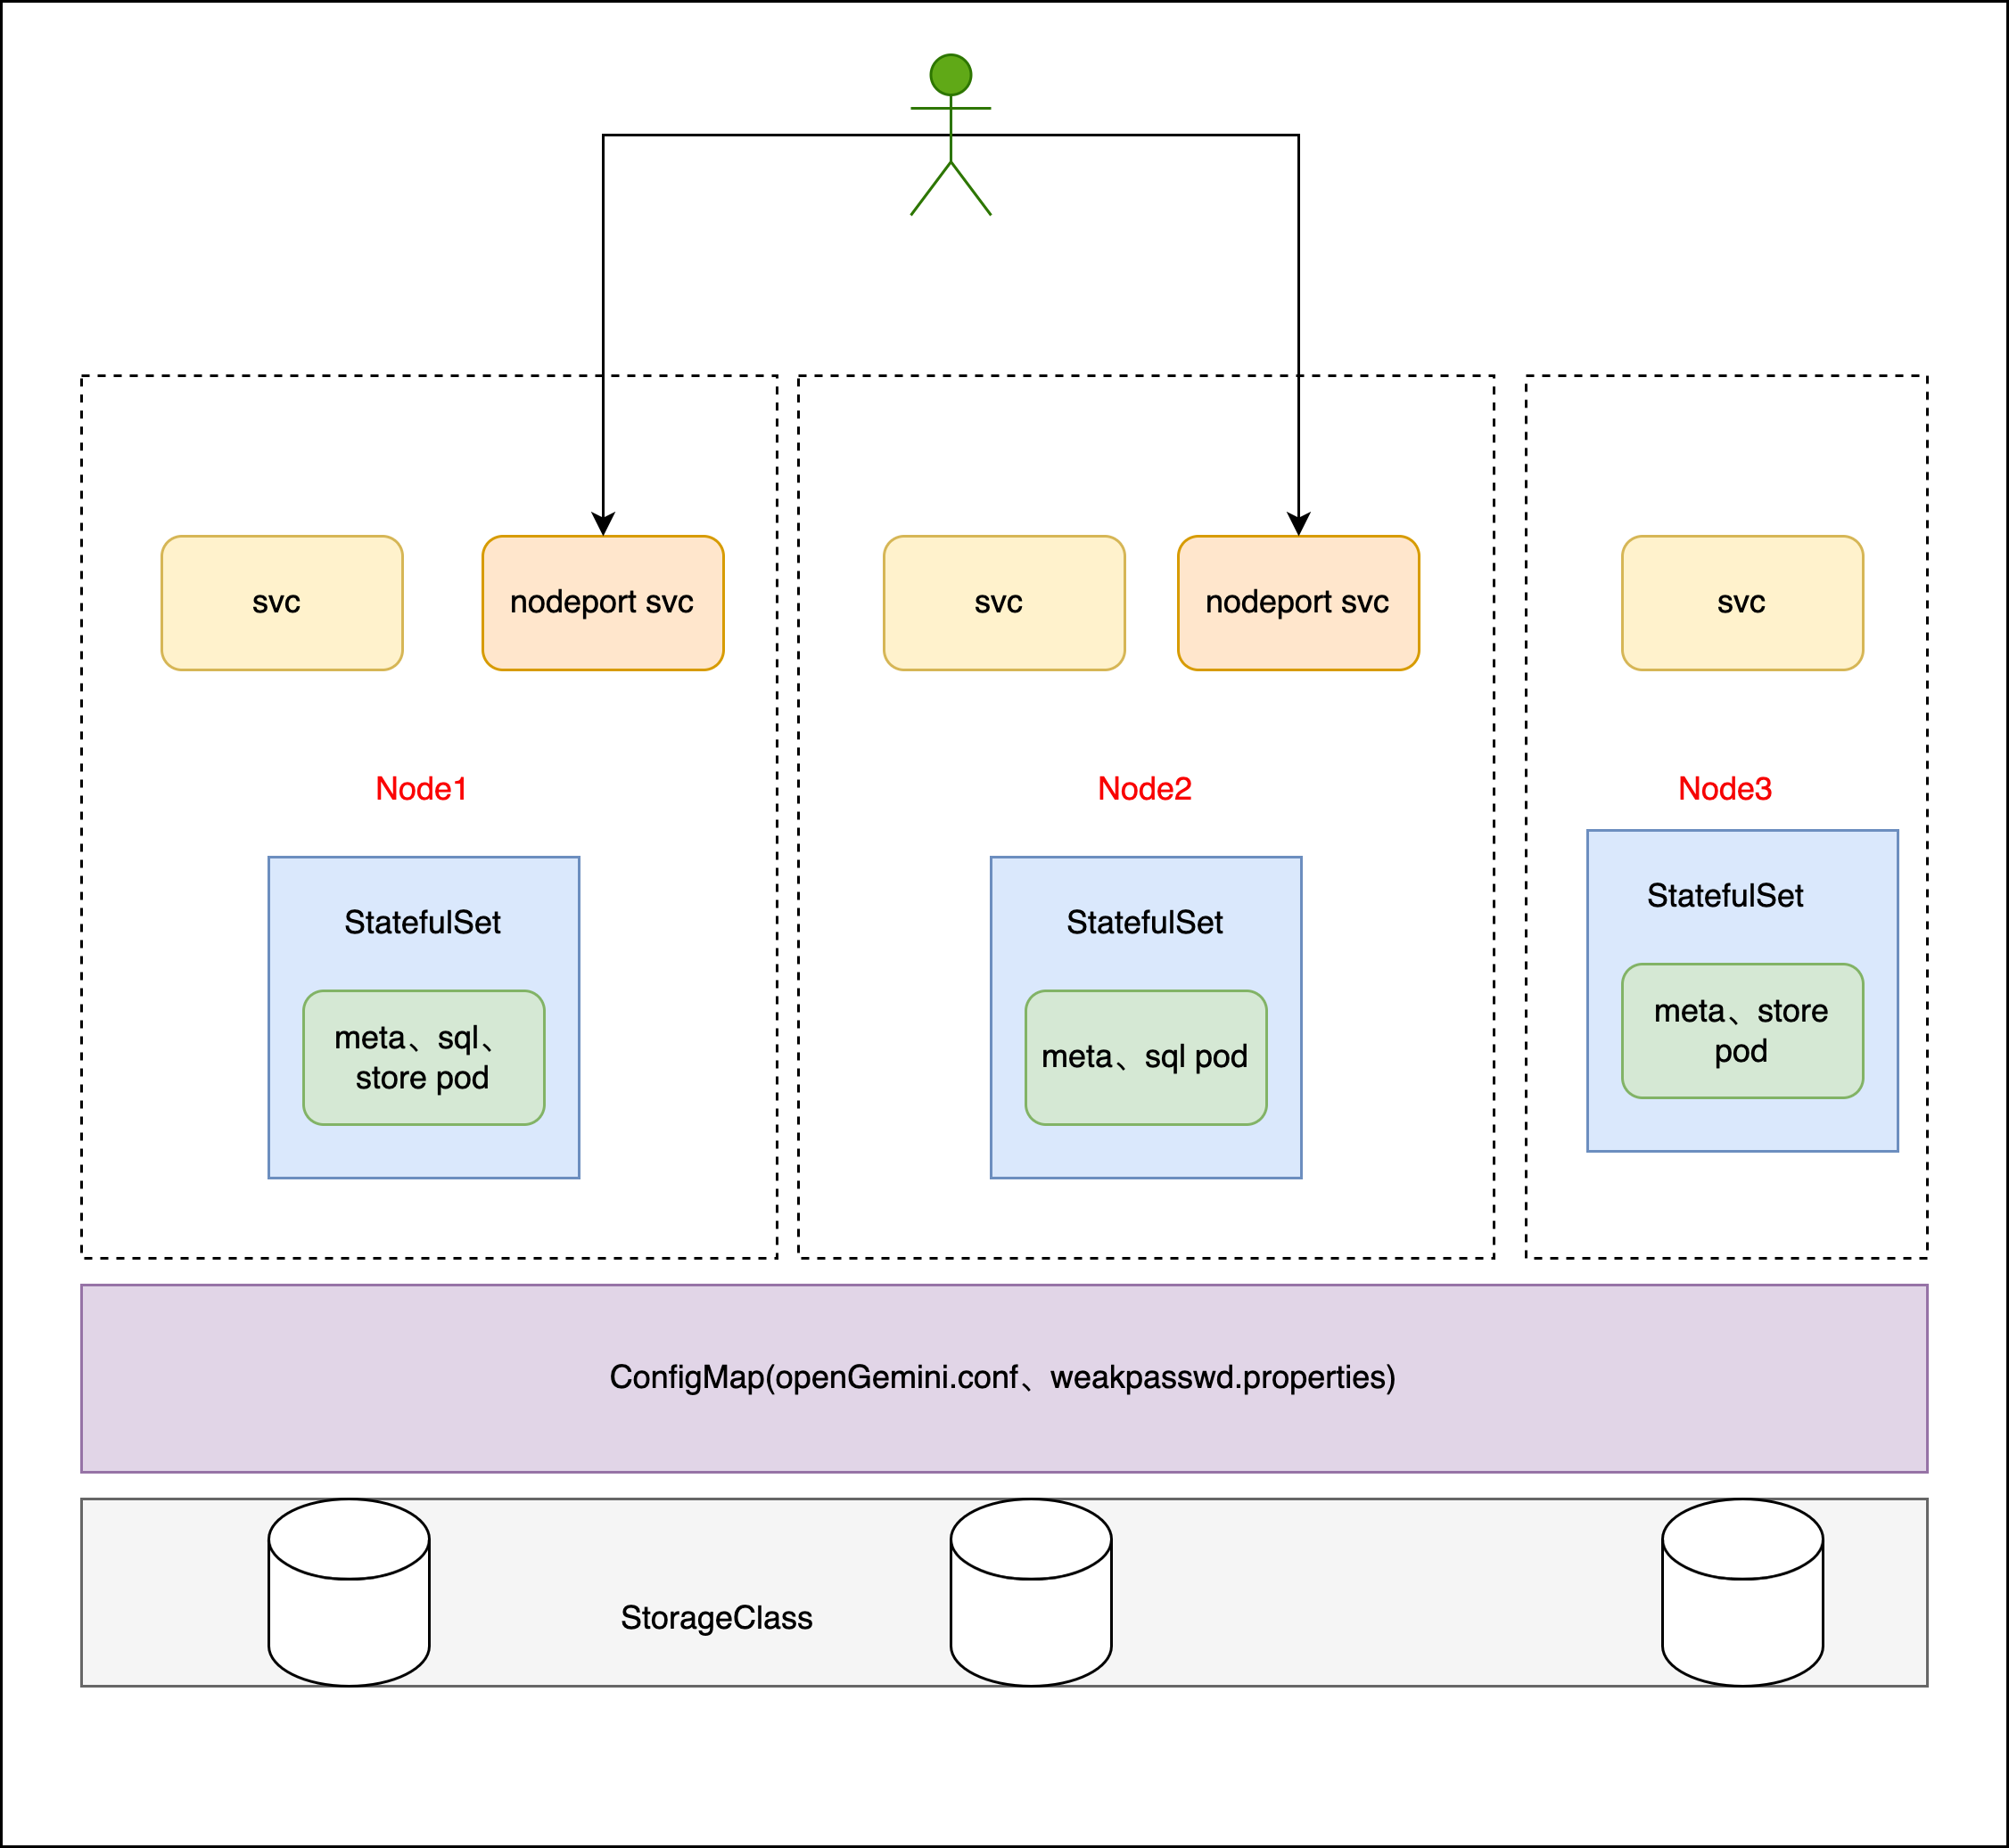 svc
nodeport svc
svc
nodeport svc
svc
Node1
Node2
Node3
StatefulSet
StatefulSet
StatefulSet
meta、sql、
store pod
meta、sql pod
meta、store
pod
ConfigMap(openGemini.conf、weakpasswd.properties)
StorageClass